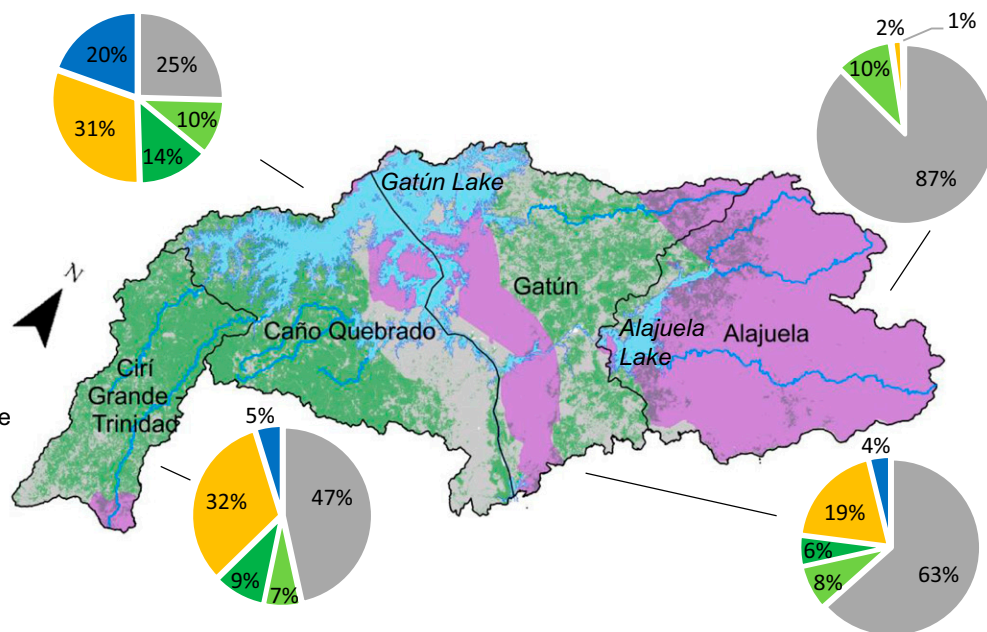 2%
1%
20%
25%
10%
31%
10%
14%
87%
Gatún Lake
N
Gatún
Caño Quebrado
Alajuela
Lake
Alajuela
Cirí
Grande -
Trinidad
e
5%
32%
47%
9%
7%
4%
19%
6%
8%
63%